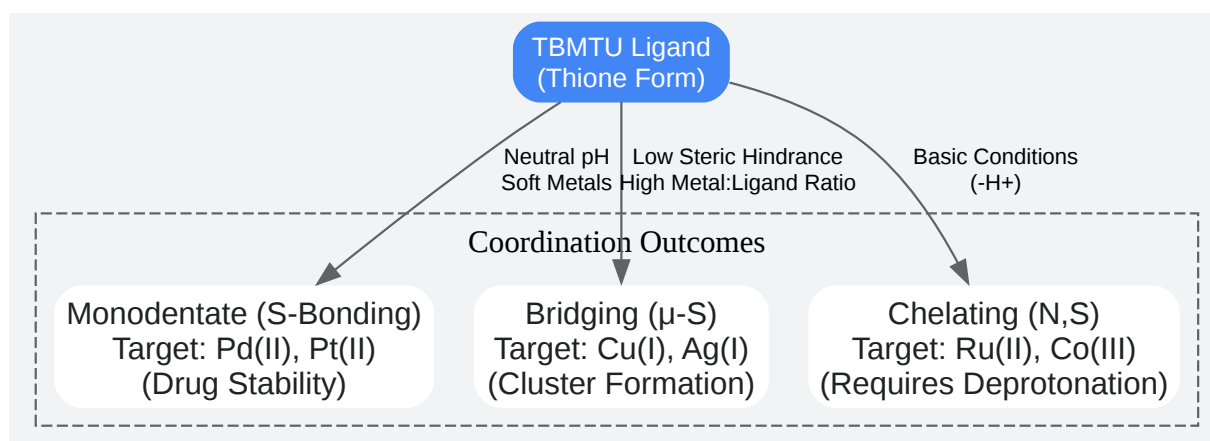 TBMTU Ligand
(Thione Form)
Neutral pH
Soft Metals
Low Steric Hindrance
High Metal:Ligand Ratio
Basic Conditions
(-H+)
Coordination Outcomes
Monodentate (S-Bonding)
Target: Pd(II), Pt(II)
(Drug Stability)
Bridging (μ-S)
Target: Cu(I), Ag(I)
(Cluster Formation)
Chelating (N,S)
Target: Ru(II), Co(III)
(Requires Deprotonation)